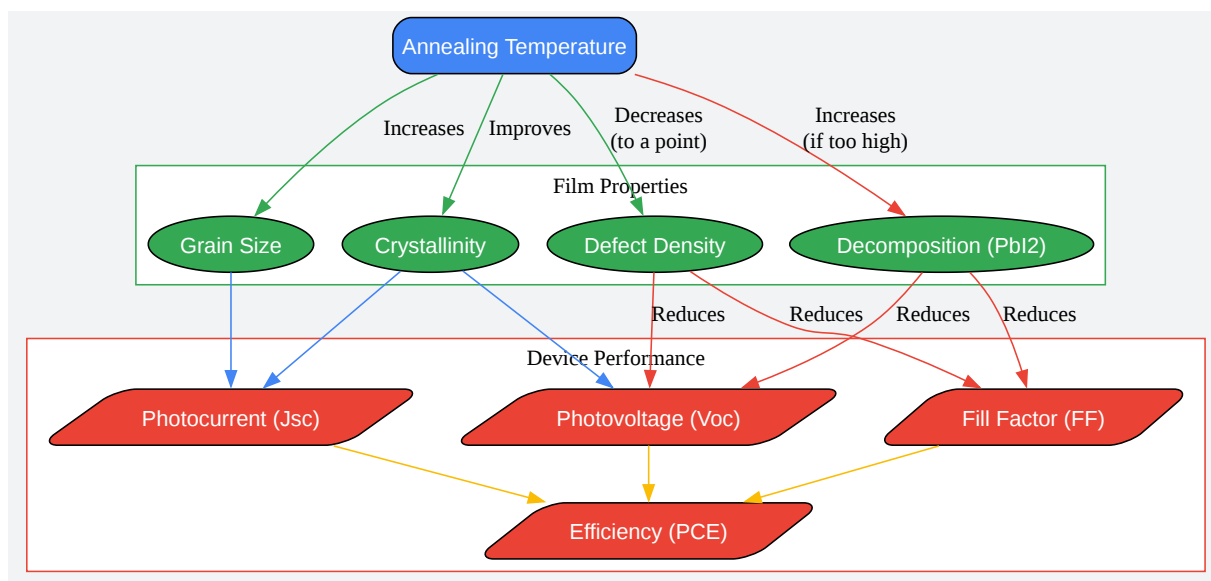 Annealing Temperature
Increases
Improves
Decreases
(to a point)
Increases
(if too high)
Film Properties
Grain Size
Crystallinity
Defect Density
Decomposition (PbI2)
Reduces
Reduces
Reduces
Reduces
Device Performance
Photocurrent (Jsc)
Photovoltage (Voc)
Fill Factor (FF)
Efficiency (PCE)